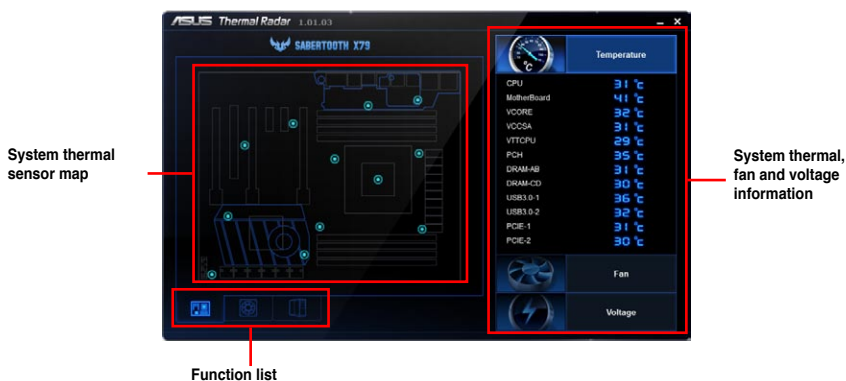 ASUS Thermal Radar 1.01.03
SABERTOOTH X79
Temperature
CPU 31 °C
MotherBoard 41 °C
VCORE 32 °C
VCCSA 31 °C
VTTCPU 29 °C
PCH 35 °C
DRAM-AB 31 °C
DRAM-CD 30 °C
USB3.0-1 36 °C
USB3.0-2 32 °C
PCIE-1 31 °C
PCIE-2 30 °C
Fan
Voltage
°C
ASUS
System thermal
sensor map
System thermal,
fan and voltage
information
Function list